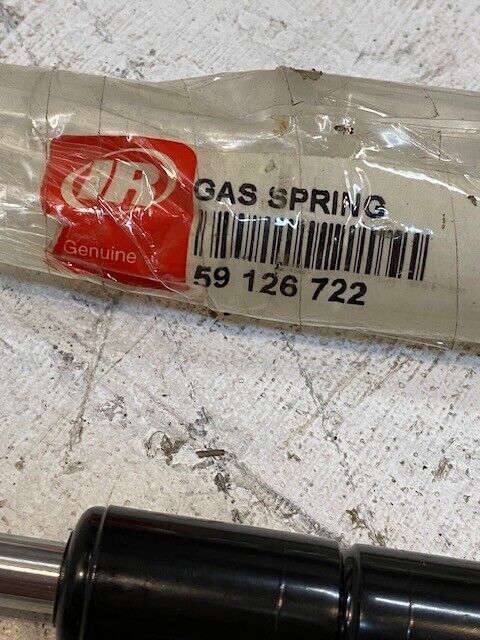 IR
Genuine
GAS SPRING
59 126 722